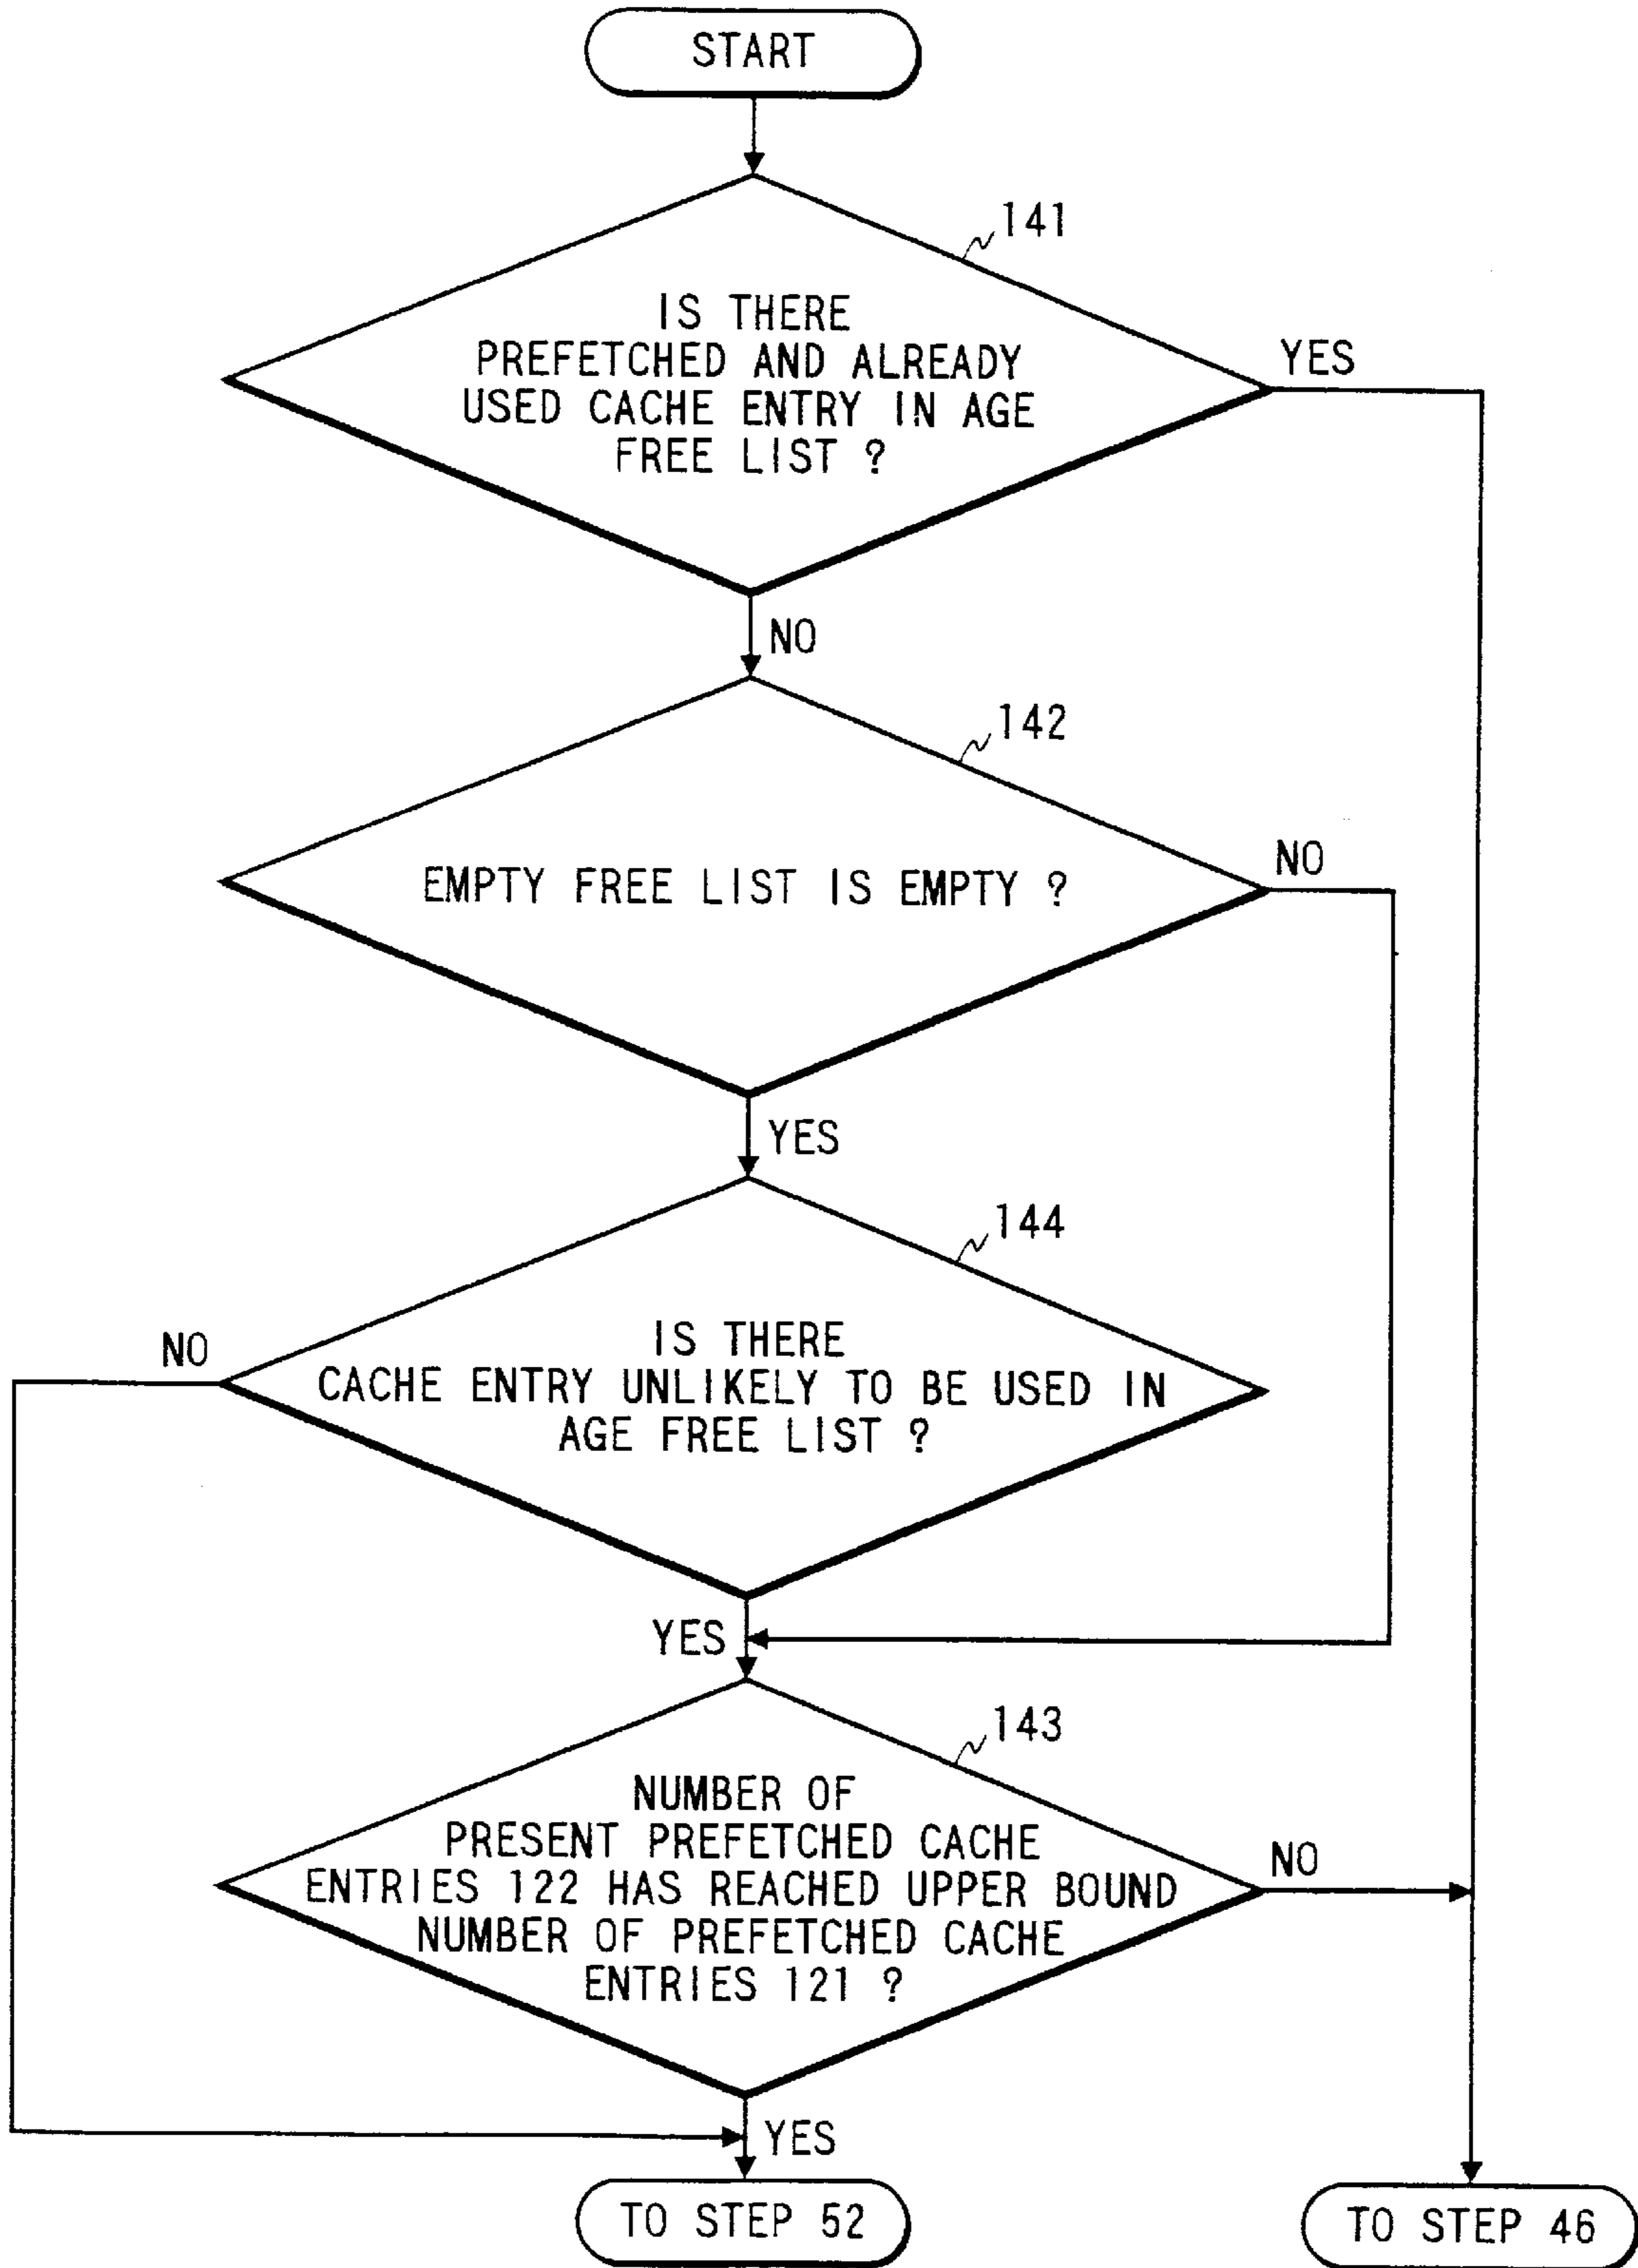 START
141
IS THERE
PREFETCHED AND ALREADY
USED CACHE ENTRY IN AGE
FREE LIST ?
YES
NO
142
EMPTY FREE LIST IS EMPTY ?
NO
YES
144
IS THERE
CACHE ENTRY UNLIKELY TO BE USED IN
AGE FREE LIST ?
NO
YES
143
NUMBER OF
PRESENT PREFETCHED CACHE
ENTRIES 122 HAS REACHED UPPER BOUND
NUMBER OF PREFETCHED CACHE
ENTRIES 121 ?
NO
YES
TO STEP 52
TO STEP 46